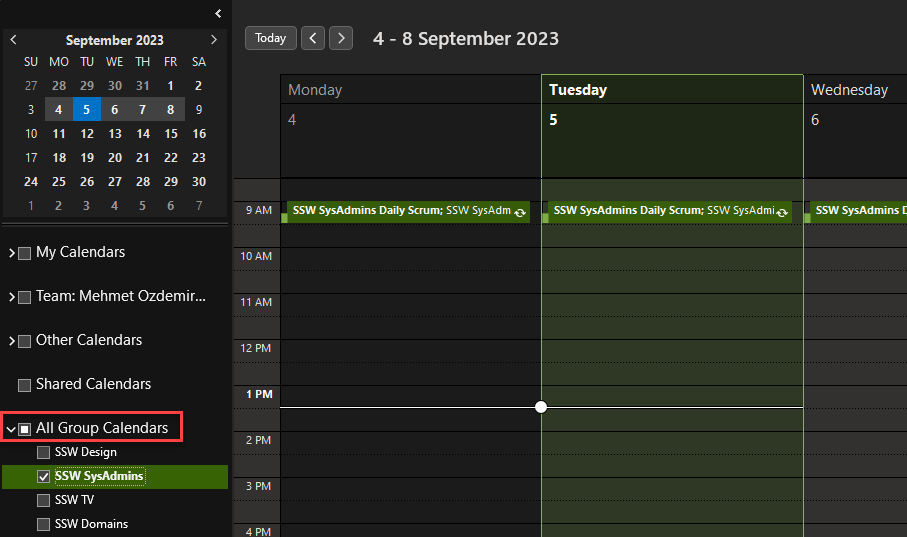 September 2023
SU MO TU WE TH FR SA
27 28 29 30 31 1 2
3 4 5 6 7 8 9
10 11 12 13 14 15 16
17 18 19 20 21 22 23
24 25 26 27 28 29 30
1 2 3 4 5 6 7
My Calendars
Team: Mehmet Ozdemir...
Other Calendars
Shared Calendars
All Group Calendars
SSW Design
SSW SysAdmins
SSW TV
SSW Domains
Today 4 - 8 September 2023
Monday Tuesday Wednesday
4 5 6
9 AM SSW SysAdmins Daily Scrum; SSW SysAdm SSW SysAdmins Daily Scrum; SSW SysAdmi SSW SysAdmins D
10 AM
11 AM
12 PM
1 PM
2 PM
3 PM
4 PM